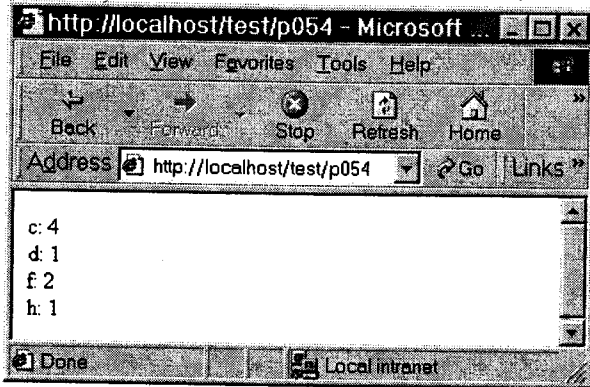 http://localhost/test/p054 - Microsoft ...
File Edit View Favorites Tools Help
Back Forward Stop Refresh Home »
Address http://localhost/test/p054 Go Links »
c: 4
d: 1
f: 2
h: 1
Done Local intranet